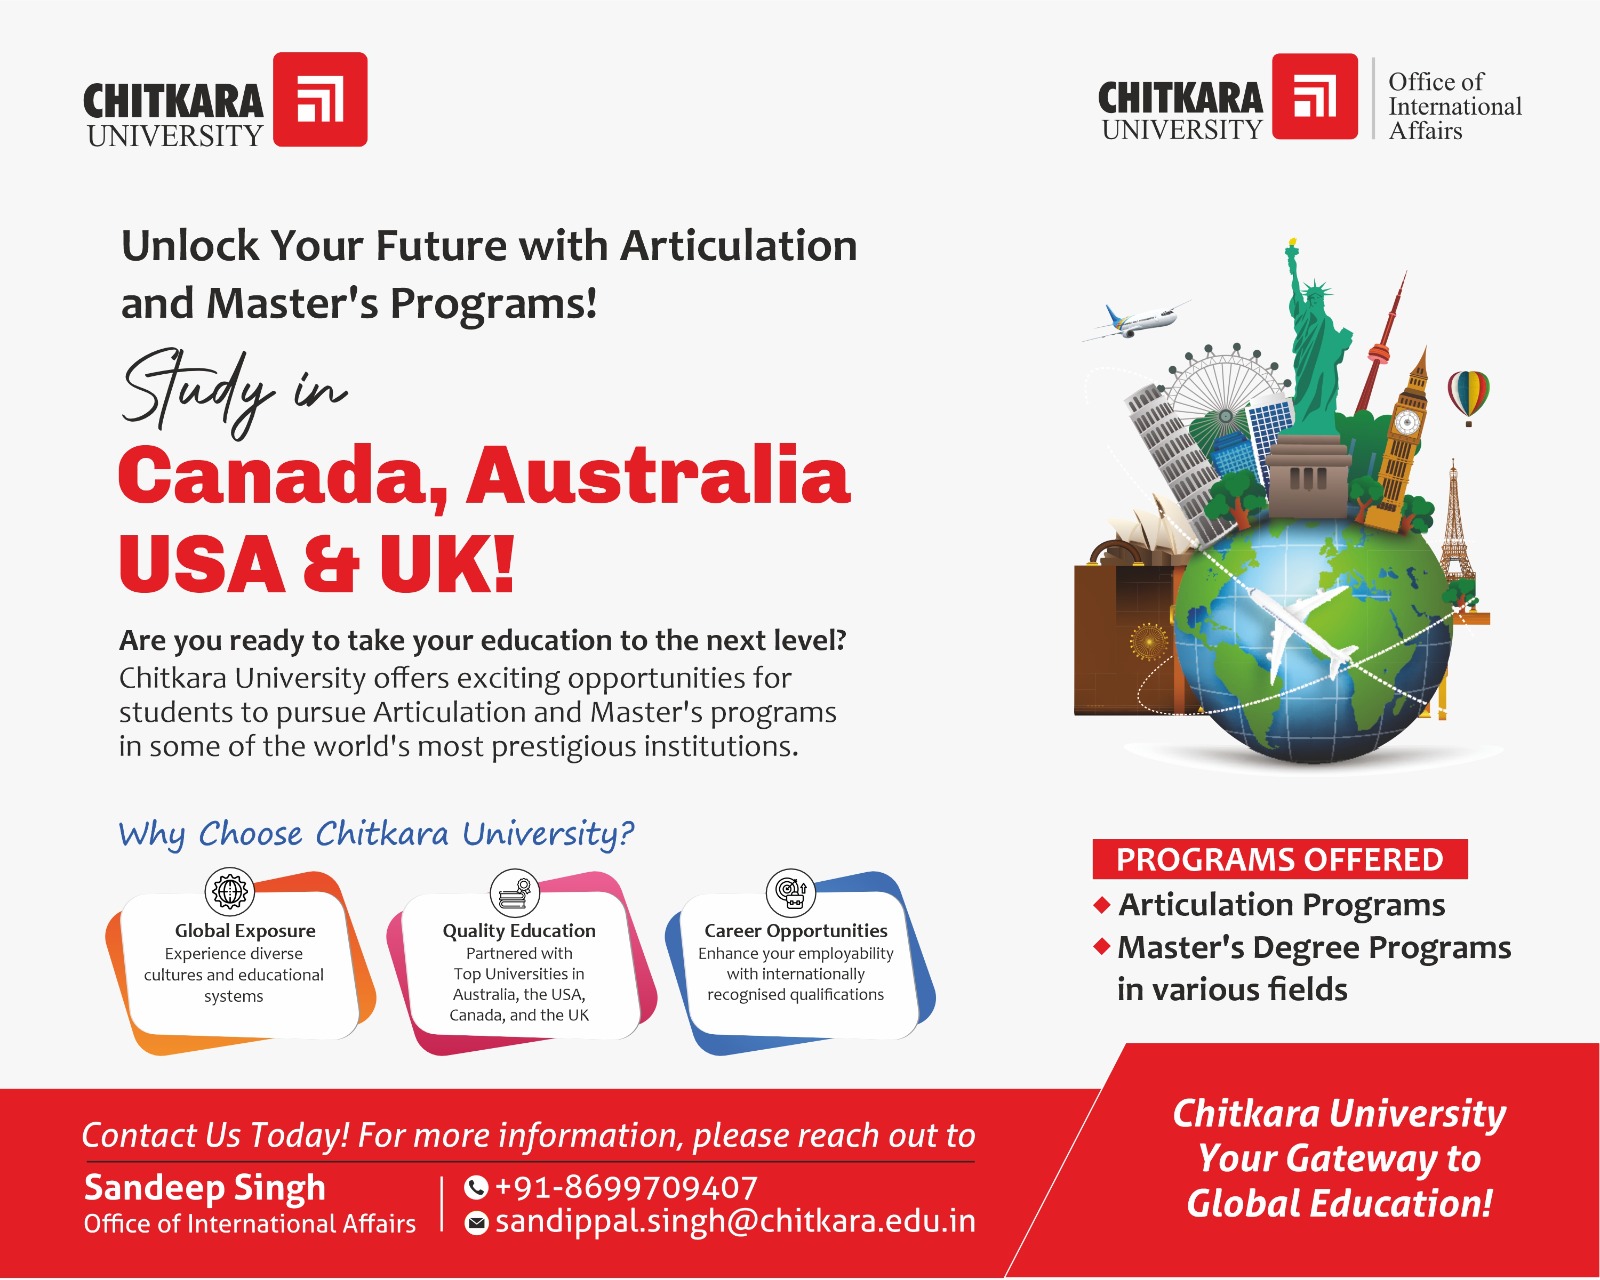 CHITKARA
UNIVERSITY
CHITKARA
UNIVERSITY
Office of
International
Affairs
Unlock Your Future with Articulation
and Master's Programs!
Study in
Canada, Australia
USA & UK!
Are you ready to take your education to the next level?
Chitkara University offers exciting opportunities for
students to pursue Articulation and Master's programs
in some of the world's most prestigious institutions.
Why Choose Chitkara University?
Global Exposure
Experience diverse
cultures and educational
systems
Quality Education
Partnered with
Top Universities in
Australia, the USA,
Canada, and the UK
Career Opportunities
Enhance your employability
with internationally
recognised qualifications
PROGRAMS OFFERED
Articulation Programs
Master's Degree Programs
in various fields
Contact Us Today! For more information, please reach out to
Sandeep Singh
Office of International Affairs
+91-8699709407
sandippal.singh@chitkara.edu.in
Chitkara University
Your Gateway to
Global Education!